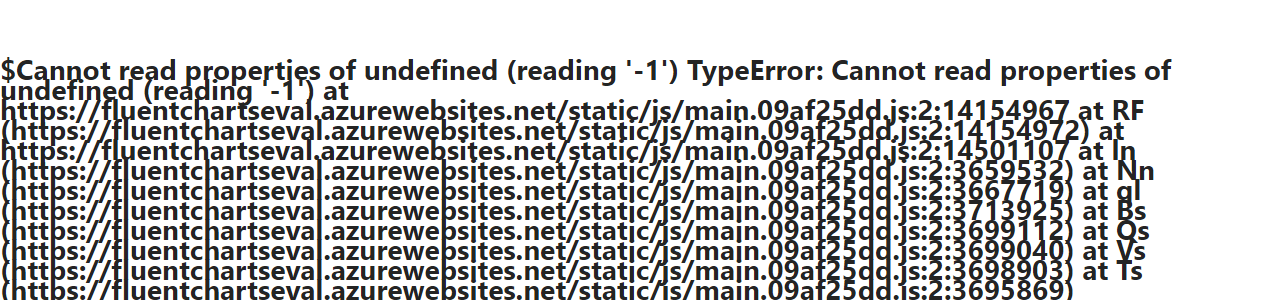 $Cannot read properties of undefined (reading '-1') TypeError: Cannot read properties of
undefined (reading '-1') at
https://fluentchartseval.azurewebsites.net/static/js/main.09af25dd.js:2:14154967 at RF
(https://fluentchartseval.azurewebsites.net/static/js/main.09af25dd.js:2:14154972) at
https://fluentchartseval.azurewebsites.net/static/js/main.09af25dd.js:2:14501107 at In
(https://fluentchartseval.azurewebsites.net/static/js/main.09af25dd.js:2:3659532) at Nn
(https://fluentchartseval.azurewebsites.net/static/js/main.09af25dd.js:2:3667719) at gl
(https://fluentchartseval.azurewebsites.net/static/js/main.09af25dd.js:2:3713925) at Bs
(https://fluentchartseval.azurewebsites.net/static/js/main.09af25dd.js:2:3699112) at Os
(https://fluentchartseval.azurewebsites.net/static/js/main.09af25dd.js:2:3699040) at Vs
(https://fluentchartseval.azurewebsites.net/static/js/main.09af25dd.js:2:3698903) at Ts
(https://fluentchartseval.azurewebsites.net/static/js/main.09af25dd.js:2:3695869)